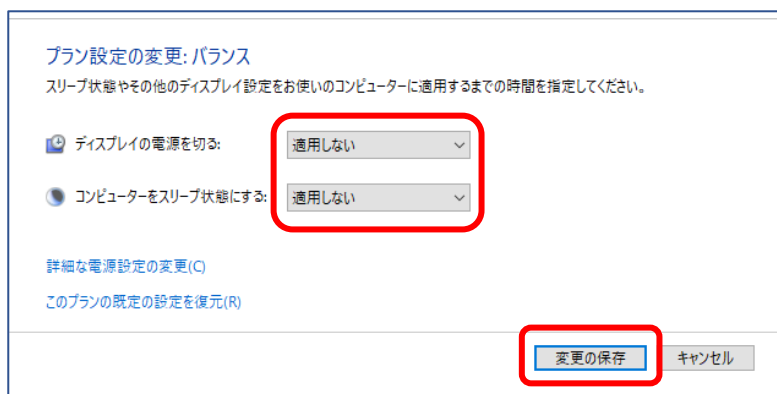 プラン設定の変更: バランス
スリープ状態やその他のディスプレイ設定をお使いのコンピューターに適用するまでの時間を指定してください。
ディスプレイの電源を切る: 適用しない
コンピューターをスリープ状態にする: 適用しない
詳細な電源設定の変更(C)
このプランの既定の設定を復元(R)
変更の保存 キャンセル